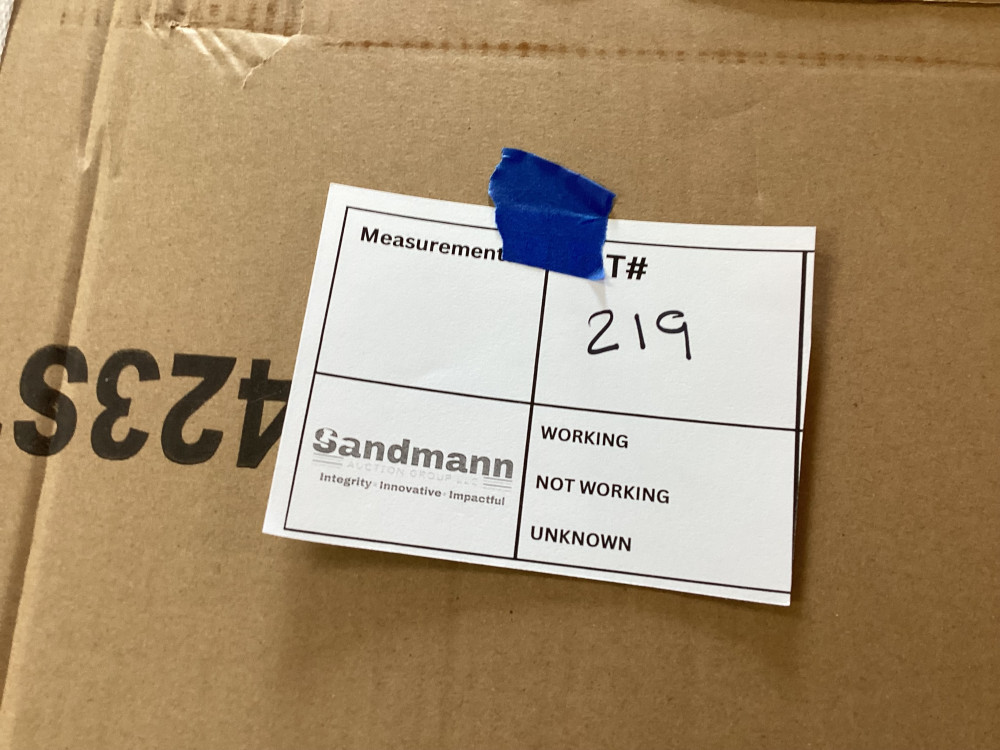 Measurement
T#
219
Sandmann
AUCTION GROUP LLC
Integrity · Innovative · Impactful
WORKING
NOT WORKING
UNKNOWN
423S